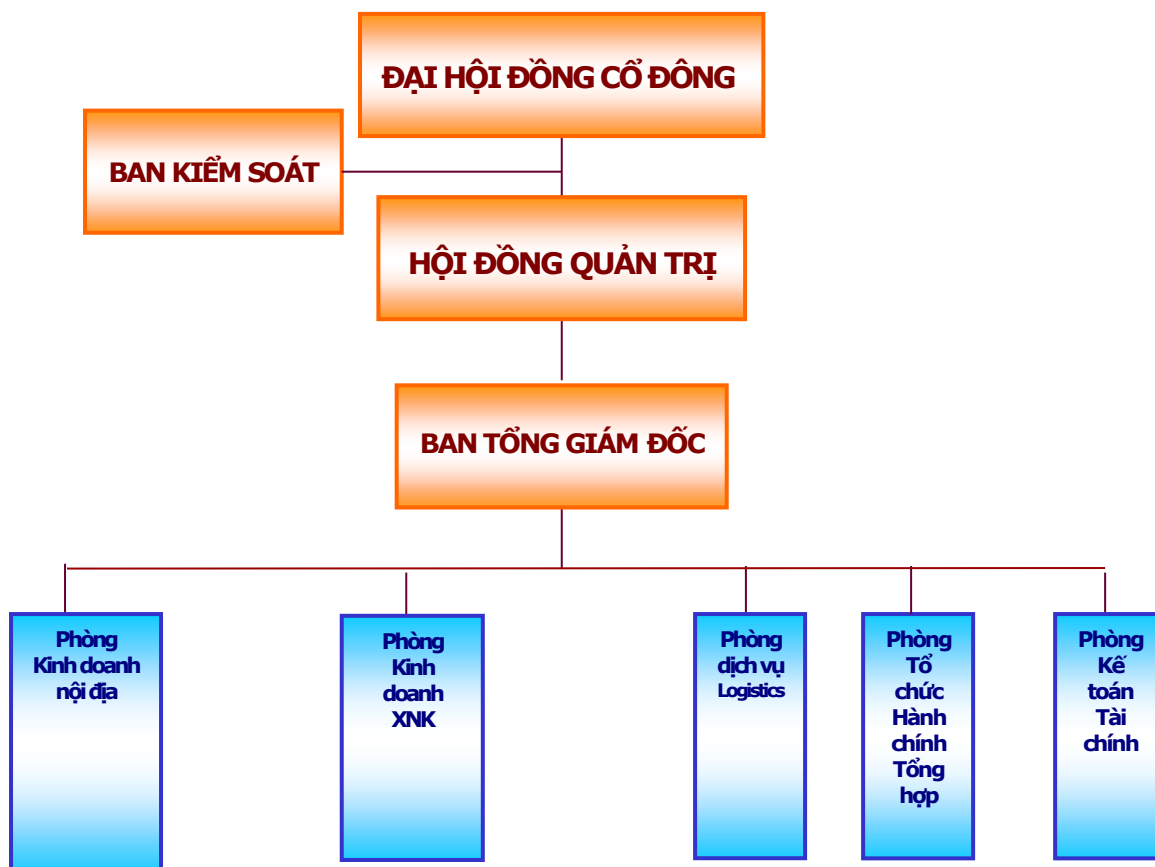 ĐẠI HỘI ĐỒNG CỔ ĐÔNG
BAN KIỂM SOÁT
HỘI ĐỒNG QUẢN TRỊ
BAN TỔNG GIÁM ĐỐC
Phòng
Kinh doanh
nội địa
Phòng
Kinh
doanh
XNK
Phòng
dịch vụ
Logistics
Phòng
Tổ
chức
Hành
chính
Tổng
hợp
Phòng
Kế
toán
Tài
chính